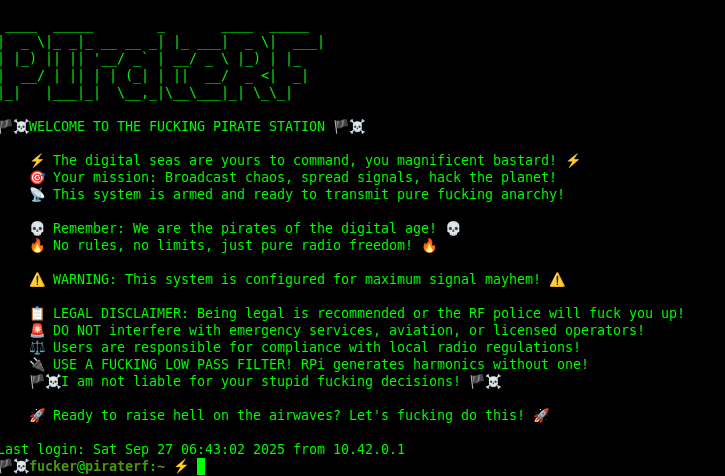 PIrateRF
🏴☠️WELCOME TO THE FUCKING PIRATE STATION 🏴☠️
⚡ The digital seas are yours to command, you magnificent bastard! ⚡
🎯 Your mission: Broadcast chaos, spread signals, hack the planet!
📡 This system is armed and ready to transmit pure fucking anarchy!
💀 Remember: We are the pirates of the digital age! 💀
🔥 No rules, no limits, just pure radio freedom! 🔥
⚠️ WARNING: This system is configured for maximum signal mayhem! ⚠️
📋 LEGAL DISCLAIMER: Being legal is recommended or the RF police will fuck you up!
🚨 DO NOT interfere with emergency services, aviation, or licensed operators!
⚖️ Users are responsible for compliance with local radio regulations!
🔌 USE A FUCKING LOW PASS FILTER! RPi generates harmonics without one!
🏴☠️I am not liable for your stupid fucking decisions! 🏴☠️
🚀 Ready to raise hell on the airwaves? Let's fucking do this! 🚀
Last login: Sat Sep 27 06:43:02 2025 from 10.42.0.1
🏴☠️fucker@piraterf:~ ⚡